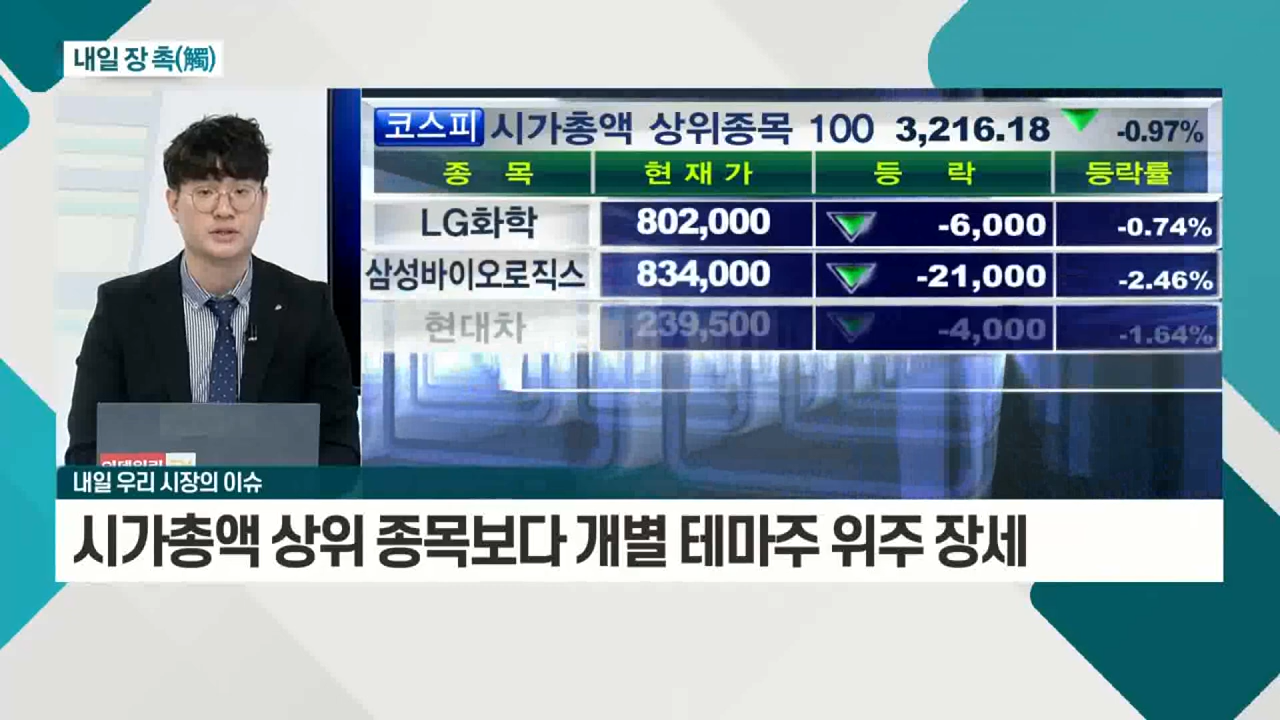 내일 장 촉(觸)
코스피 시가총액 상위종목 100 3,216.18 ▼ -0.97%
종 목 현 재 가 등 락 등락률
LG화학 802,000 ▼ -6,000 -0.74%
삼성바이오로직스 834,000 ▼ -21,000 -2.46%
현대차 239,500 ▼ -4,000 -1.64%
내일 우리 시장의 이슈
시가총액 상위 종목보다 개별 테마주 위주 장세